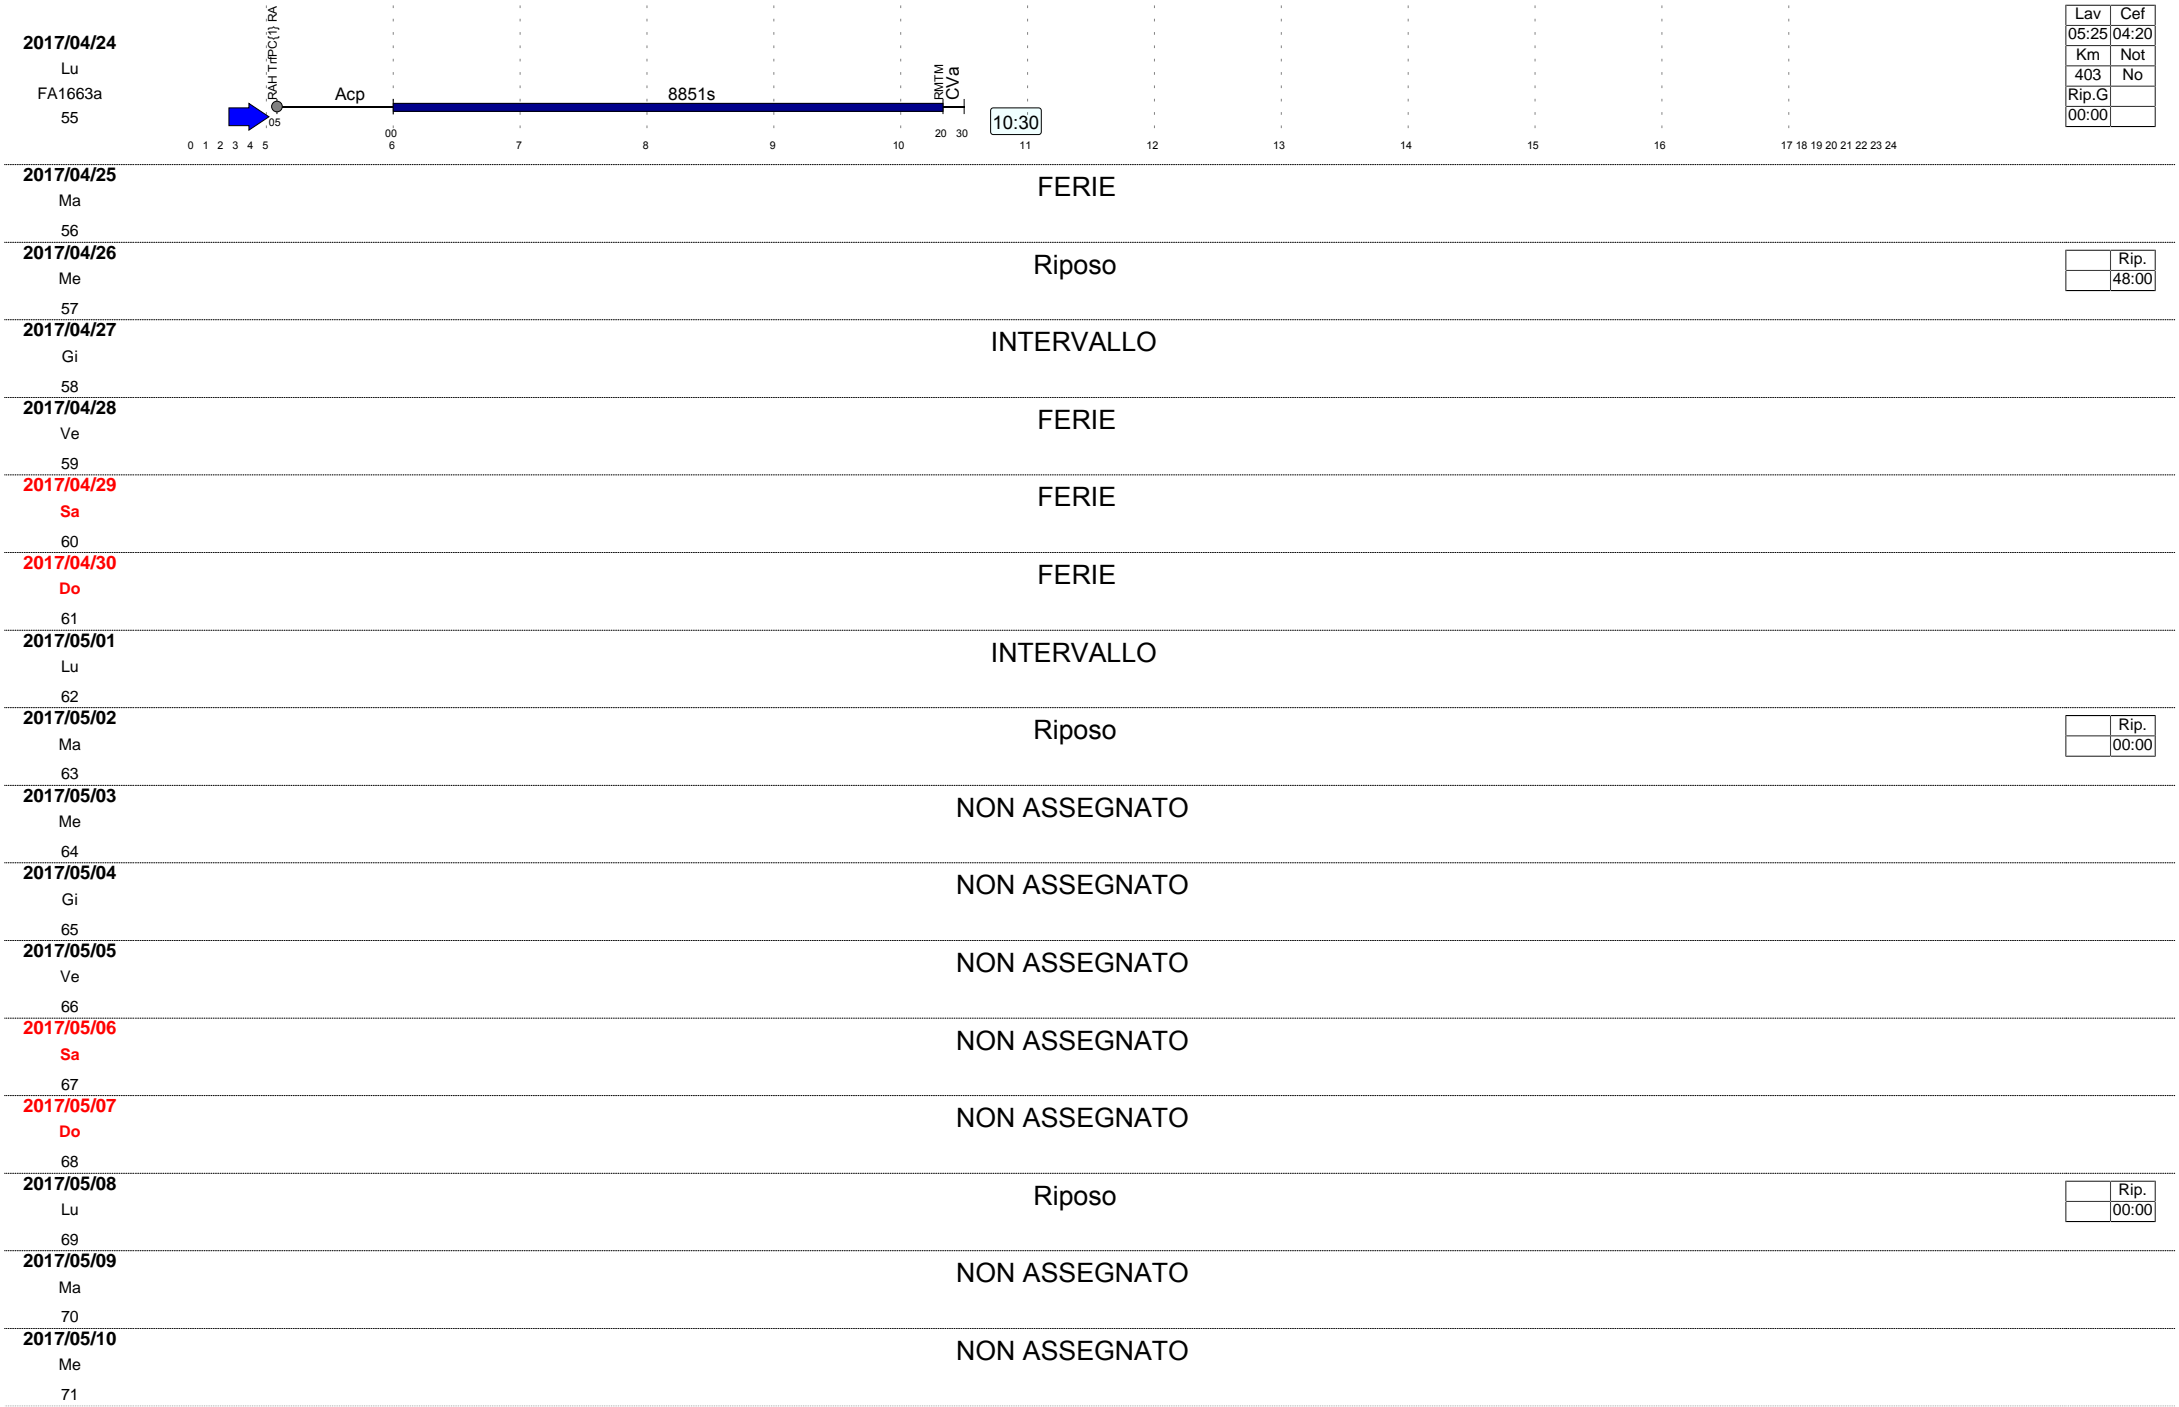 2017/04/24
Lu
FA1663a
55
RAH TrifPC{1} RA
Acp
8851s
RMTM
CVa
05
00
20 30
10:30
0 1 2 3 4 5 6 7 8 9 10 11 12 13 14 15 16 17 18 19 20 21 22 23 24
Lav Cef
05:25 04:20
Km Not
403 No
Rip.G
00:00
2017/04/25
Ma
56
FERIE
2017/04/26
Me
57
Riposo
Rip.
48:00
2017/04/27
Gi
58
INTERVALLO
2017/04/28
Ve
59
FERIE
2017/04/29
Sa
60
FERIE
2017/04/30
Do
61
FERIE
2017/05/01
Lu
62
INTERVALLO
2017/05/02
Ma
63
Riposo
Rip.
00:00
2017/05/03
Me
64
NON ASSEGNATO
2017/05/04
Gi
65
NON ASSEGNATO
2017/05/05
Ve
66
NON ASSEGNATO
2017/05/06
Sa
67
NON ASSEGNATO
2017/05/07
Do
68
NON ASSEGNATO
2017/05/08
Lu
69
Riposo
Rip.
00:00
2017/05/09
Ma
70
NON ASSEGNATO
2017/05/10
Me
71
NON ASSEGNATO